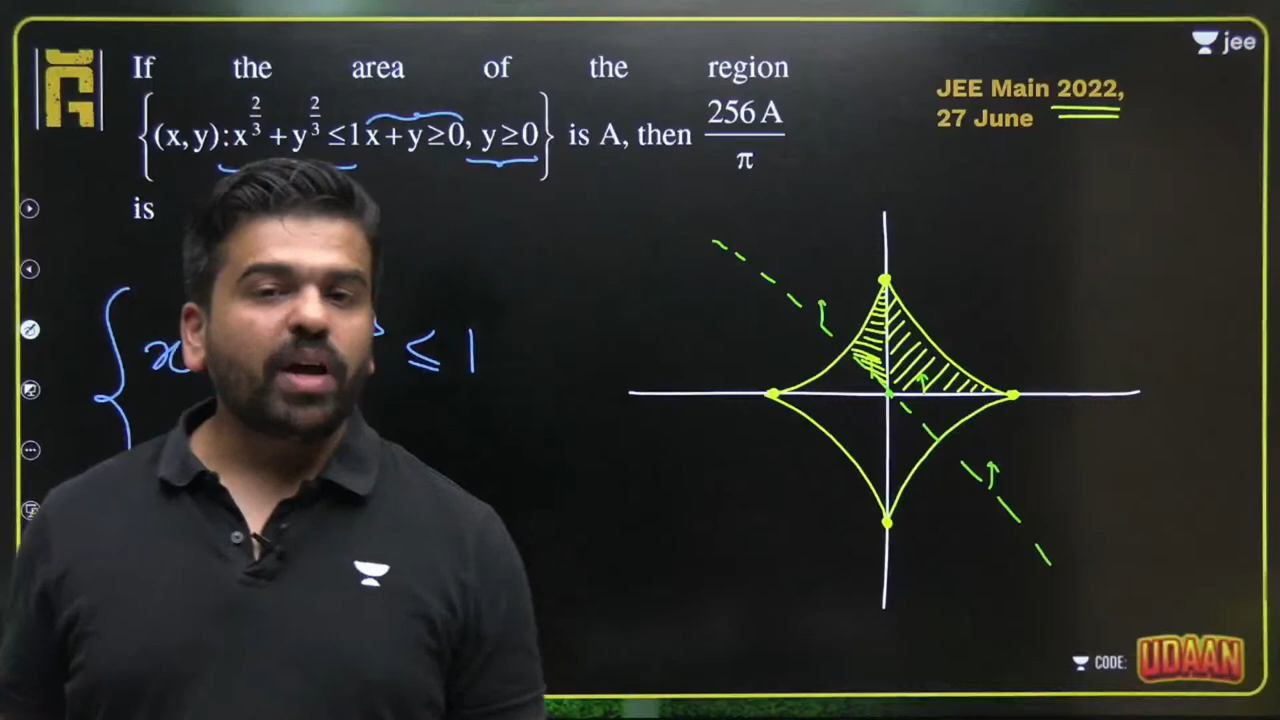 jee
If the area of the region
{(x, y) : x^(2/3) + y^(2/3) ≤ 1 x + y ≥ 0, y ≥ 0} is A, then 256 A / π
is
JEE Main 2022,
27 June
{ x ≤ 1
CODE: UDAAN